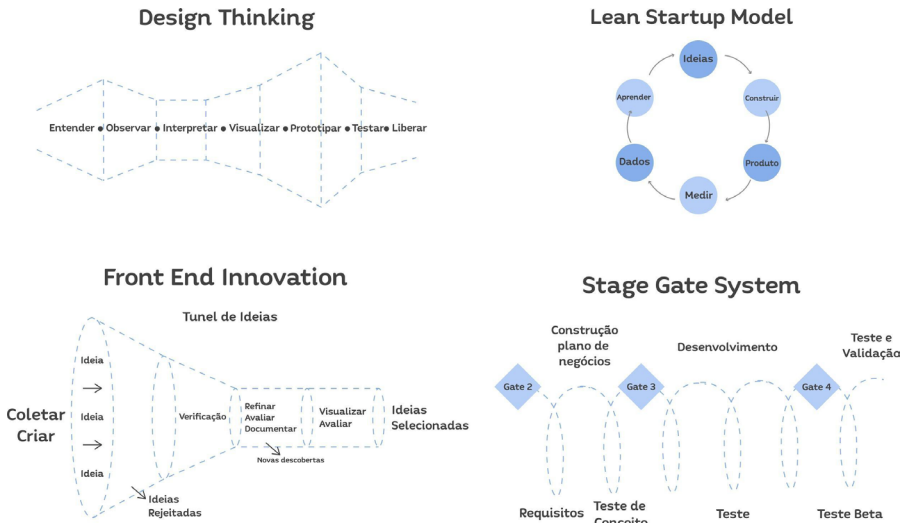 Design Thinking
Entender • Observar • Interpretar • Visualizar • Prototipar • Testar • Liberar
Lean Startup Model
Ideias
Construir
Produto
Medir
Dados
Aprender
Front End Innovation
Tunel de Ideias
Coletar
Criar
Ideia
Ideia
Ideia
Verificação
Refinar
Avaliar
Documentar
Visualizar
Avaliar
Ideias
Selecionadas
Novas descobertas
Ideias
Rejeitadas
Stage Gate System
Construção
plano de
negócios
Desenvolvimento
Teste e
Validação
Gate 2
Gate 3
Gate 4
Requisitos
Teste de
Conceito
Teste
Teste Beta